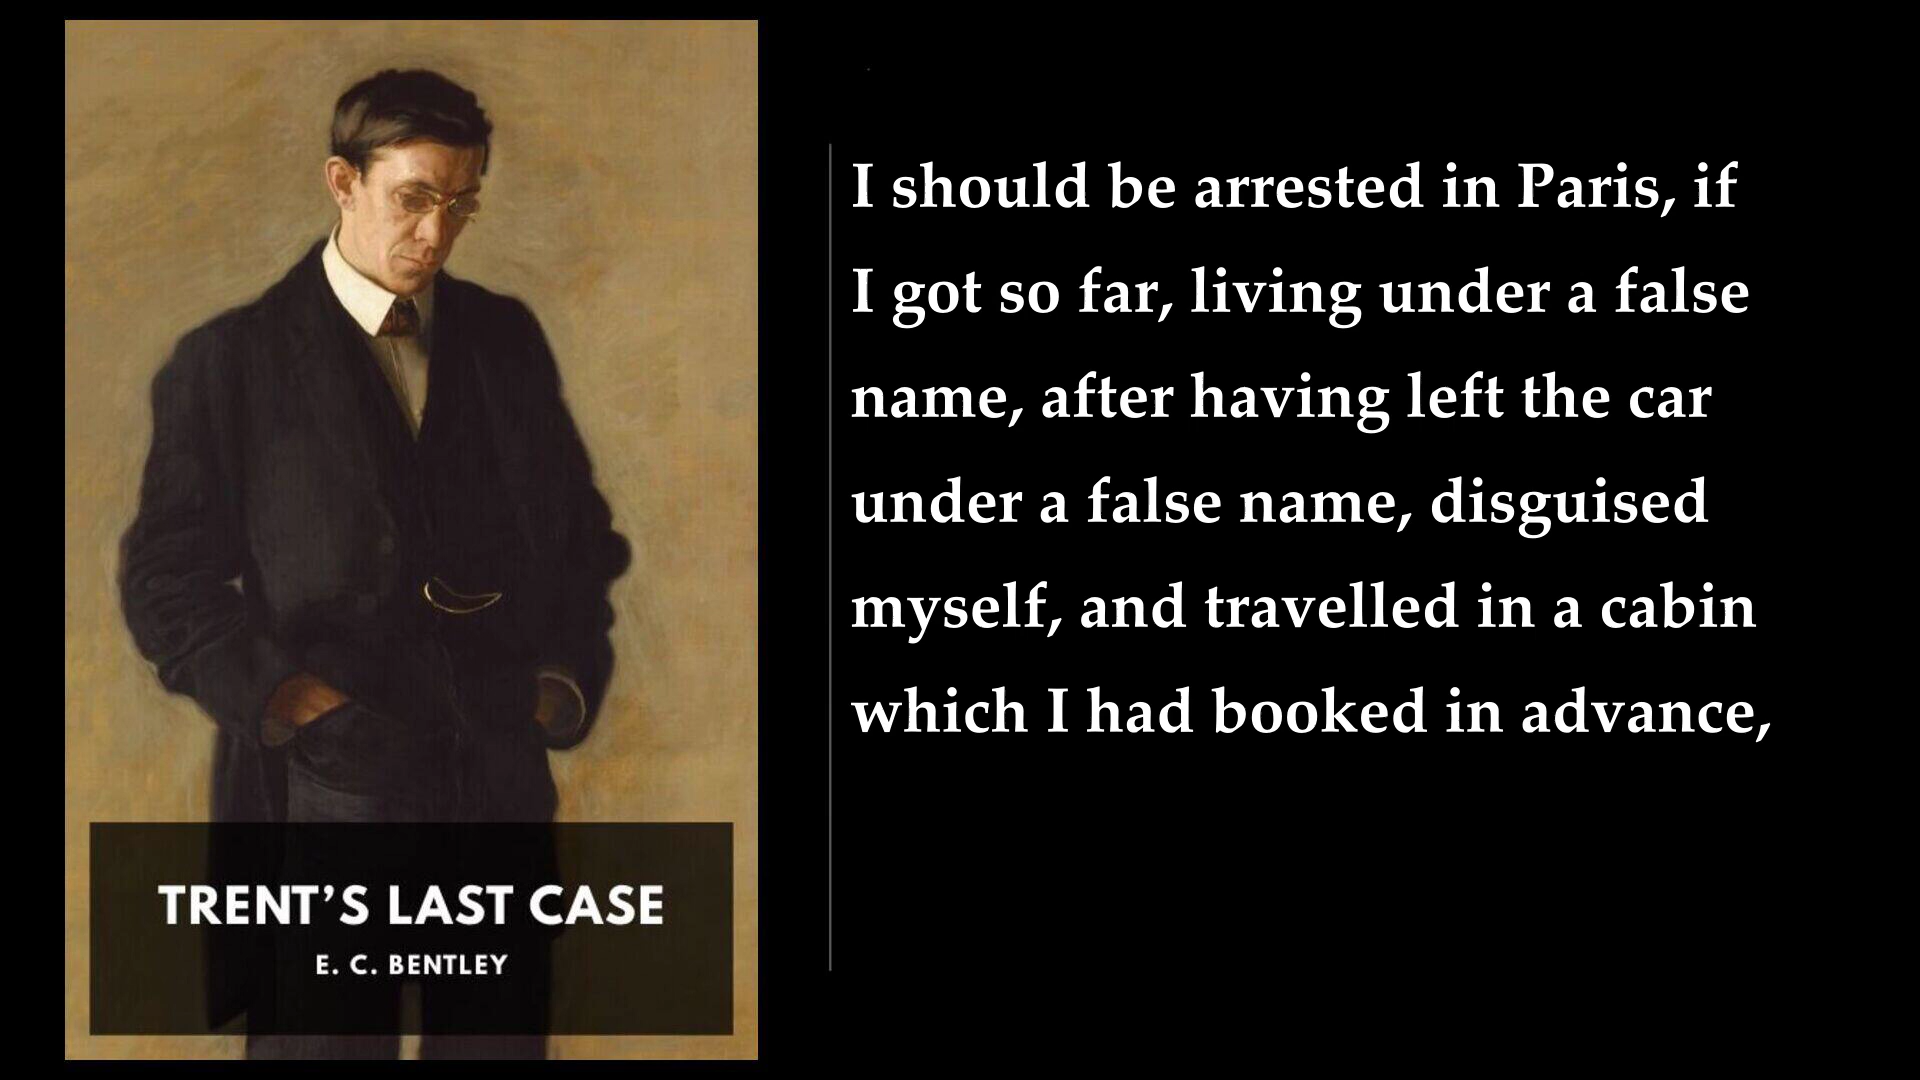 TRENT’S LAST CASE
E. C. BENTLEY
I should be arrested in Paris, if
I got so far, living under a false
name, after having left the car
under a false name, disguised
myself, and travelled in a cabin
which I had booked in advance,